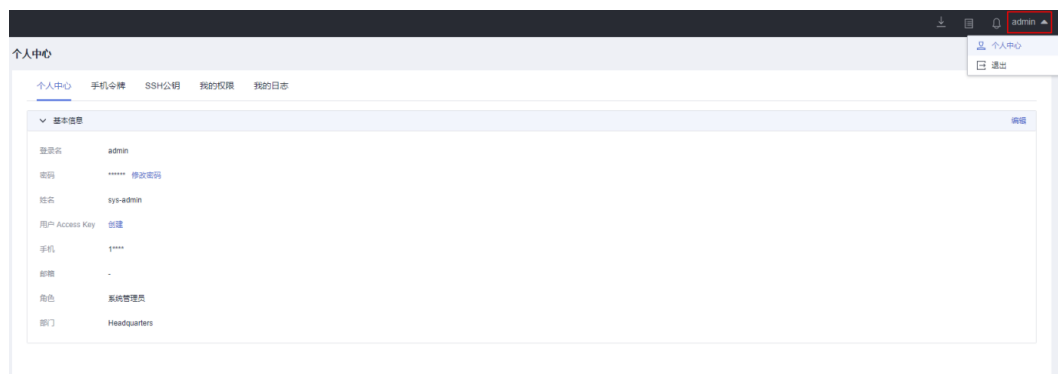 admin
个人中心
退出
个人中心
个人中心 手机令牌 SSH公钥 我的权限 我的日志
基本信息 编辑
登录名 admin
密码 ****** 修改密码
姓名 sys-admin
用户 Access Key 创建
手机 1****
邮箱 -
角色 系统管理员
部门 Headquarters